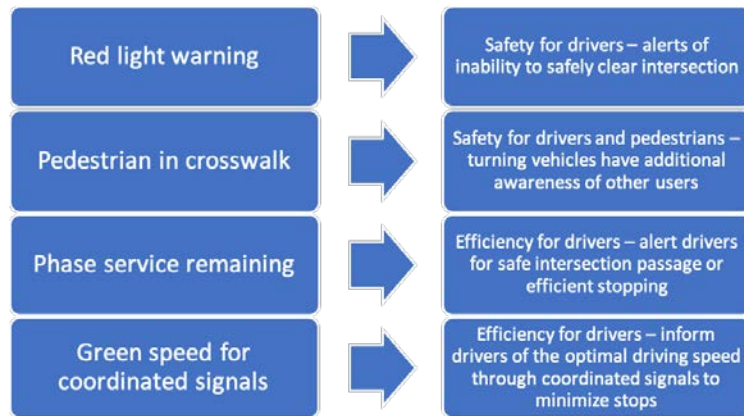 Red light warning
Safety for drivers – alerts of
inability to safely clear intersection
Pedestrian in crosswalk
Safety for drivers and pedestrians –
turning vehicles have additional
awareness of other users
Phase service remaining
Efficiency for drivers – alert drivers
for safe intersection passage or
efficient stopping
Green speed for
coordinated signals
Efficiency for drivers – inform
drivers of the optimal driving speed
through coordinated signals to
minimize stops